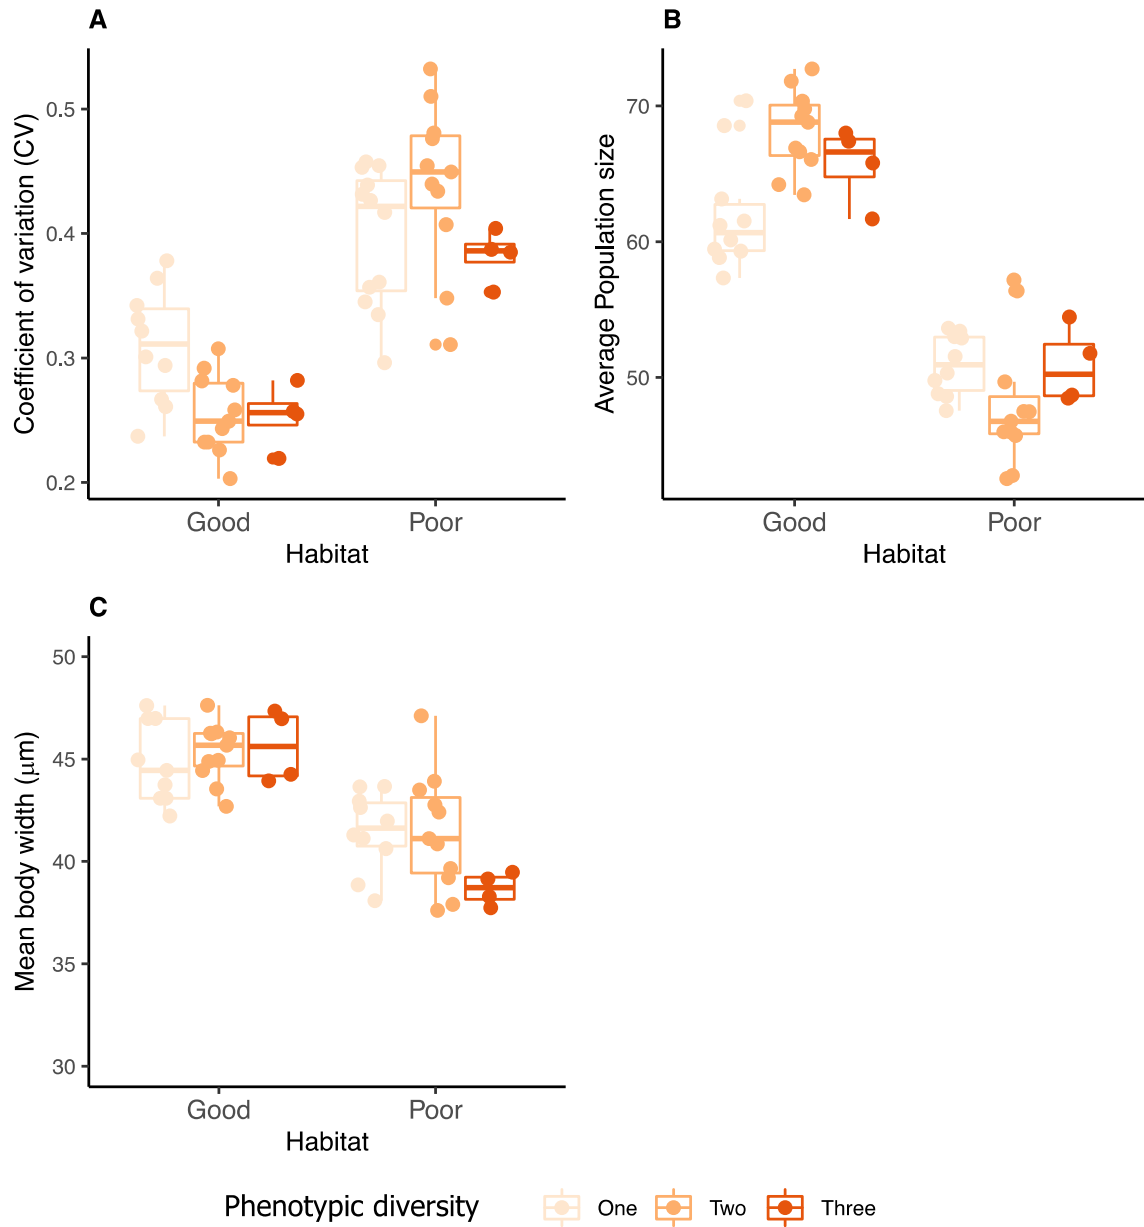 A
Coefficient of variation (CV)
0.5
0.4
0.3
0.2
Good
Poor
Habitat
B
Average Population size
70
60
50
Good
Poor
Habitat
C
Mean body width (μm)
50
45
40
35
30
Good
Poor
Habitat
Phenotypic diversity One Two Three